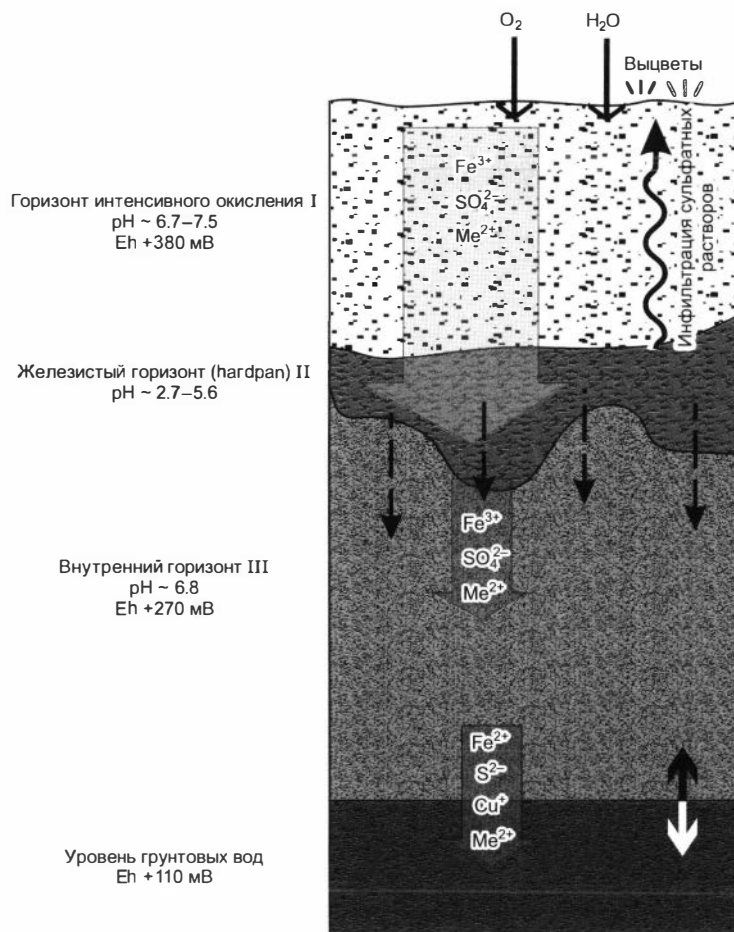 O₂
H₂O
Выцветы
Fe³⁺
SO₄²⁻
Me²⁺
Инфильтрация сульфатных
растворов
Горизонт интенсивного окисления I
pH ~ 6.7–7.5
Eh +380 мВ
Железистый горизонт (hardpan) II
pH ~ 2.7–5.6
Fe³⁺
SO₄²⁻
Me²⁺
Внутренний горизонт III
pH ~ 6.8
Eh +270 мВ
Fe²⁺
S²⁻
Cu⁺
Me²⁺
Уровень грунтовых вод
Eh +110 мВ